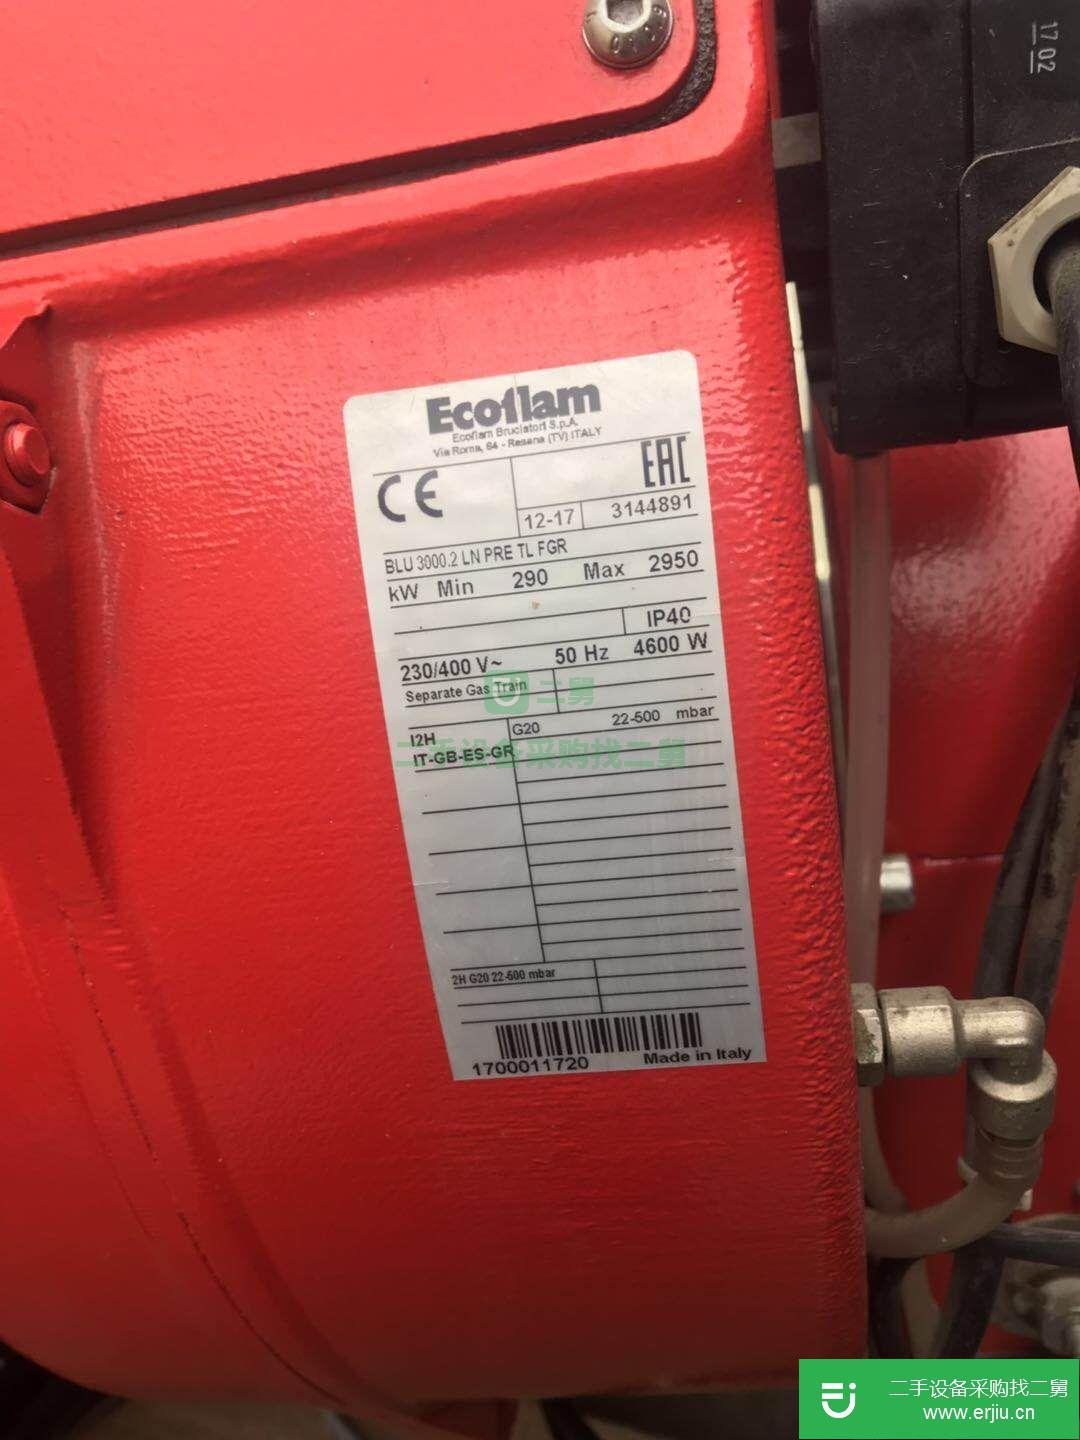 17 02
Ecoflam
Ecoflam Bruciatori S.p.A.
Via Roma, 64 - Resana (TV) ITALY
CE
EAC
12-17 3144891
BLU 3000.2 LN PRE TL FGR
kW Min 290 Max 2950
IP40
230/400 V~ 50 Hz 4600 W
Separate Gas Train
二舅
I2H G20 22-500 mbar
IT-GB-ES-GR
二手设备采购找二舅
2H G20 22-500 mbar
1700011720 Made in Italy
二手设备采购找二舅
www.erjiu.cn